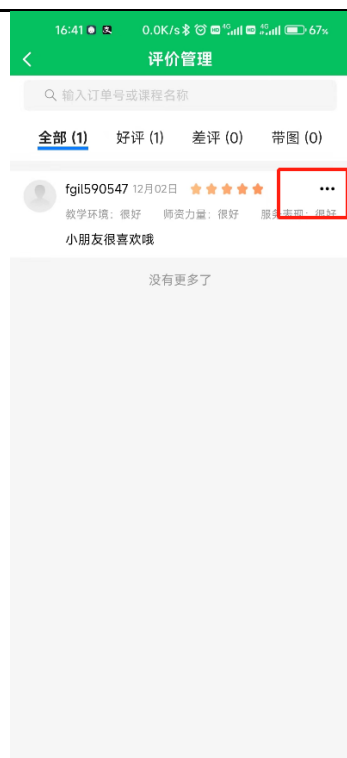 16:41 0.0K/s 4G 4G 67%
评价管理
输入订单号或课程名称
全部 (1) 好评 (1) 差评 (0) 带图 (0)
fgil590547 12月02日
教学环境：很好 师资力量：很好 服务表现：很好
小朋友很喜欢哦
没有更多了